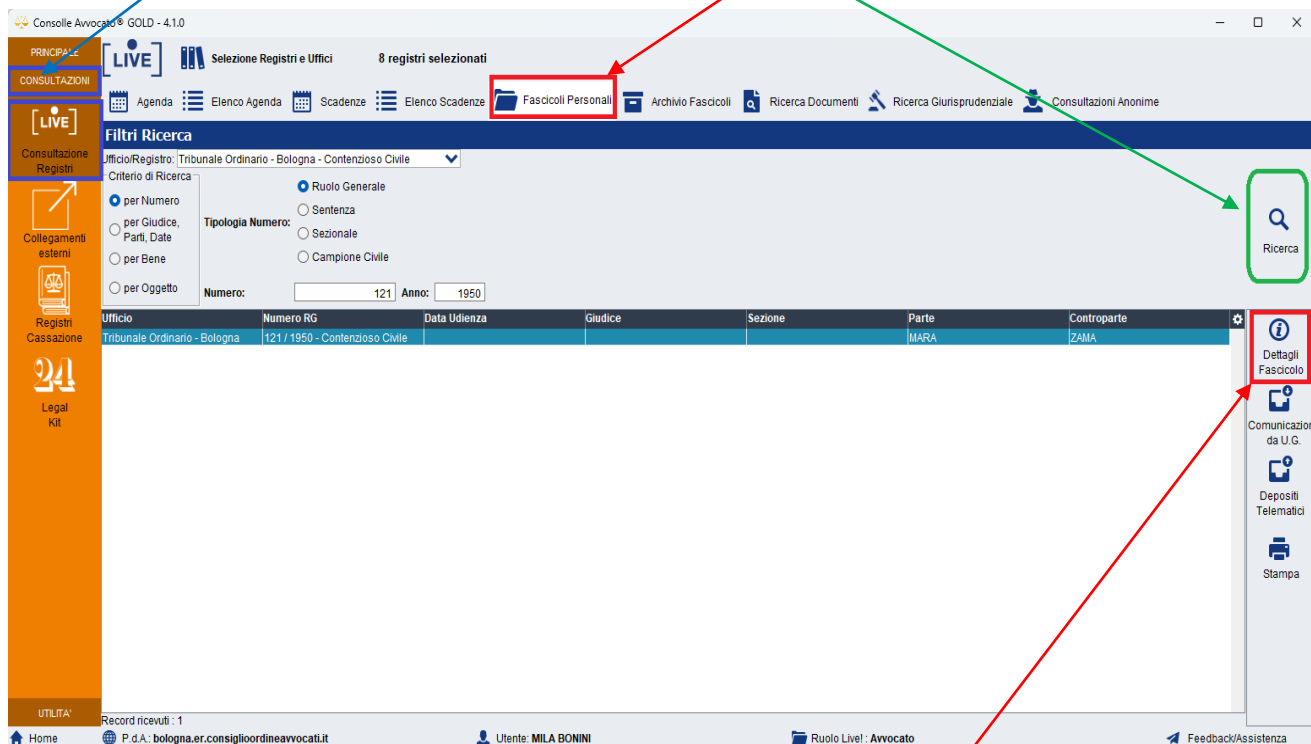 Consolle Avvocato® GOLD - 4.1.0
PRINCIPALE
CONSULTAZIONI
[LIVE]
Consultazione
Registri
Collegamenti
esterni
Registri
Cassazione
24
Legal
Kit
UTILITA'
[LIVE] Selezione Registri e Uffici 8 registri selezionati
Agenda Elenco Agenda Scadenze Elenco Scadenze Fascicoli Personali Archivio Fascicoli Ricerca Documenti Ricerca Giurisprudenziale Consultazioni Anonime
Filtri Ricerca
Ufficio/Registro: Tribunale Ordinario - Bologna - Contenzioso Civile
Criterio di Ricerca
per Numero
per Giudice,
Parti, Date
per Bene
per Oggetto
Tipologia Numero:
Ruolo Generale
Sentenza
Sezionale
Campione Civile
Numero: 121 Anno: 1950
Ricerca
Ufficio Numero RG Data Udienza Giudice Sezione Parte Controparte
Tribunale Ordinario - Bologna 121 / 1950 - Contenzioso Civile MARA ZAMA
Dettagli
Fascicolo
Comunicazion
da U.G.
Depositi
Telematici
Stampa
Record ricevuti : 1
Home P.d.A.: bologna.er.consiglioordineavvocati.it Utente: MILA BONINI Ruolo Live! : Avvocato Feedback/Assistenza